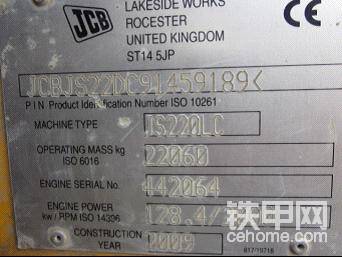 JCB
LAKESIDE WORKS
ROCESTER
UNITED KINGDOM
ST14 5JP
JCBJS22DC91459189<
PIN Product Identification Number ISO 10261
MACHINE TYPE JS220LC
OPERATING MASS kg 22060
ISO 6016
ENGINE SERIAL No. 442064
ENGINE POWER 128.4/
kw / RPM ISO 14396
CONSTRUCTION YEAR 2009
817/19718
铁甲网
cehome.com